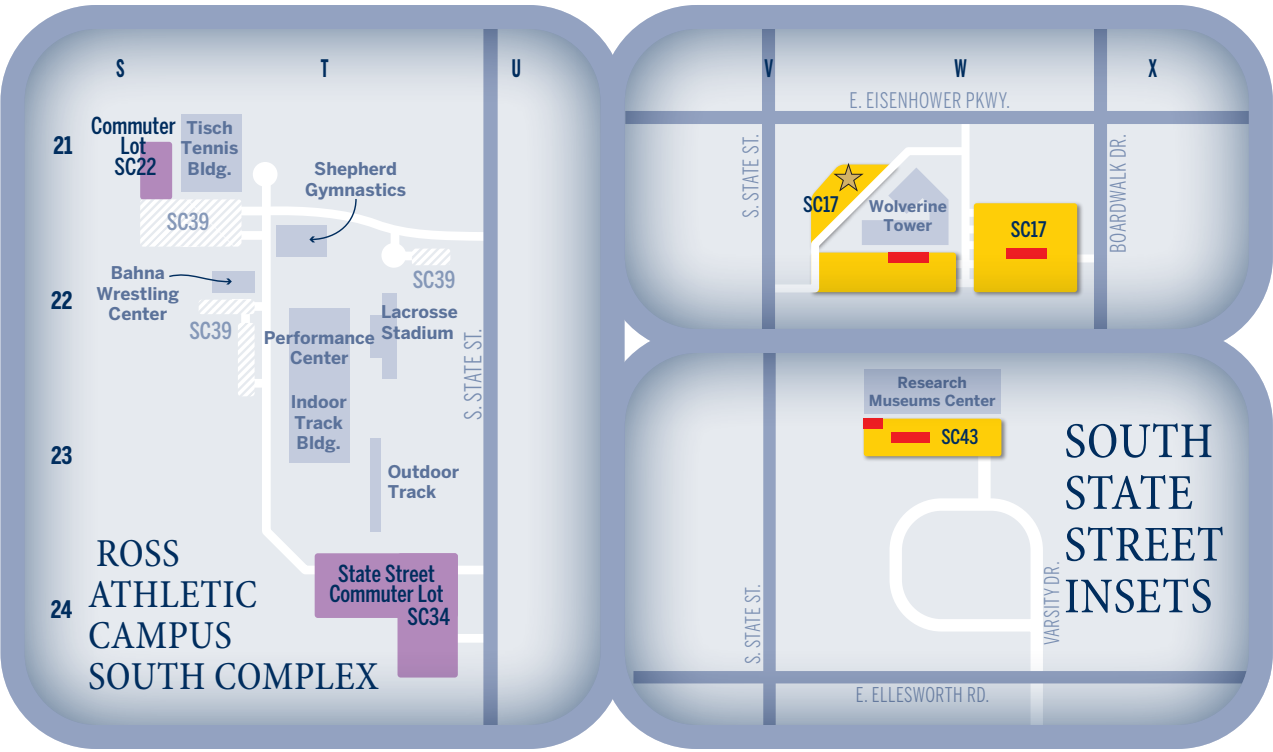 S
T
U
21
22
23
24
Commuter
Lot
SC22
Tisch
Tennis
Bldg.
SC39
Shepherd
Gymnastics
SC39
Bahna
Wrestling
Center
SC39
Performance
Center
Lacrosse
Stadium
S. STATE ST.
Indoor
Track
Bldg.
Outdoor
Track
State Street
Commuter Lot
SC34
ROSS
ATHLETIC
CAMPUS
SOUTH COMPLEX
V
W
X
E. EISENHOWER PKWY.
S. STATE ST.
BOARDWALK DR.
SC17
Wolverine
Tower
SC17
Research
Museums Center
SC43
SOUTH
STATE
STREET
INSETS
S. STATE ST.
VARSITY DR.
E. ELLESWORTH RD.